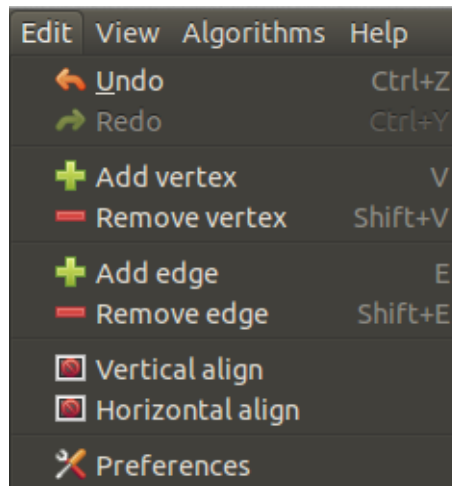 Edit View Algorithms Help
Undo Ctrl+Z
Redo Ctrl+Y
Add vertex V
Remove vertex Shift+V
Add edge E
Remove edge Shift+E
Vertical align
Horizontal align
Preferences